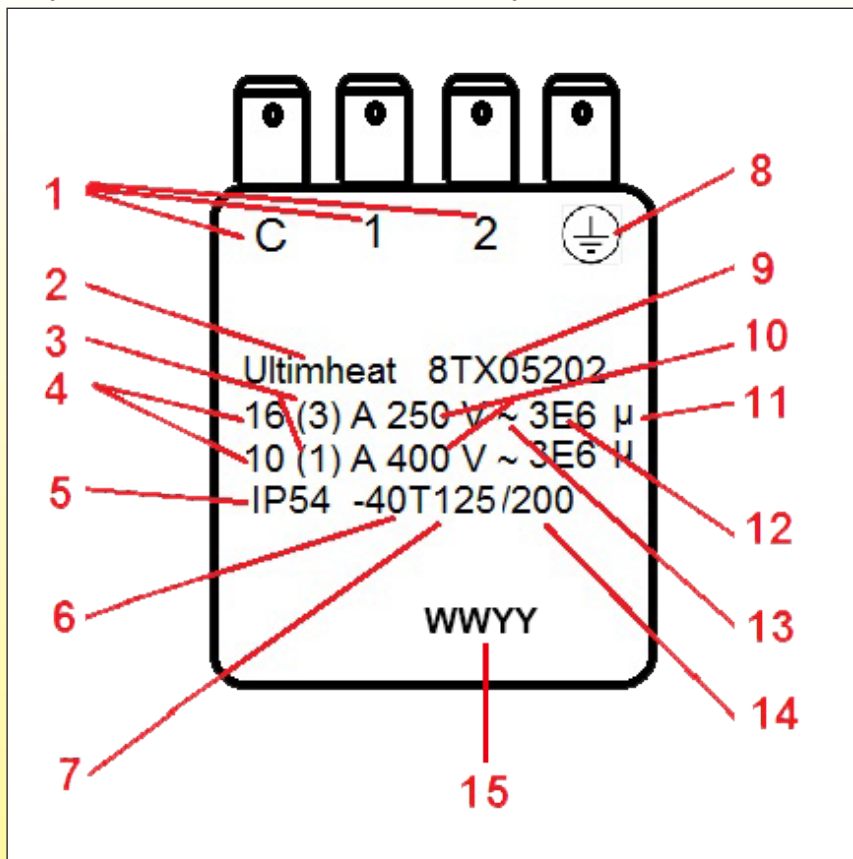 1 C 1 2 8
2 9
3 Ultimheat 8TX05202 10
4 16 (3) A 250 V ~ 3E6 µ 11
10 (1) A 400 V ~ 3E6 µ
5 IP54 -40T125/200 12
6 WWYY 13
7 15 14